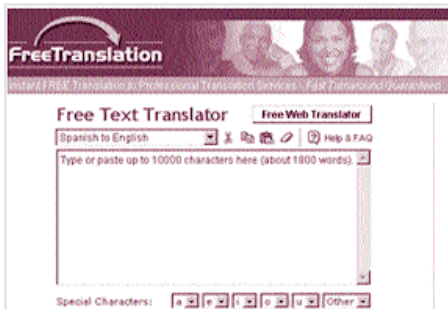 FreeTranslation
Instant FREE Translation to Professional Translation Services - Fast Turnaround Guaranteed
Free Text Translator Free Web Translator
Spanish to English Help & FAQ
Type or paste up to 10000 characters here (about 1800 words).
Special Characters: a e i o u Other